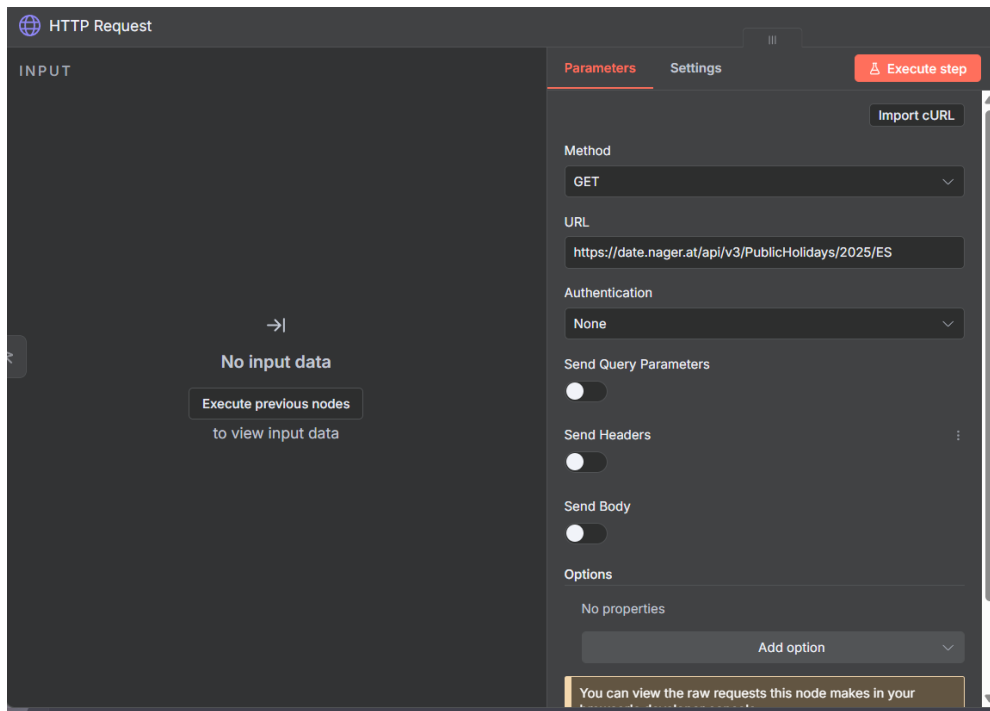 HTTP Request
INPUT
Parameters
Settings
Execute step
Import cURL
Method
GET
URL
https://date.nager.at/api/v3/PublicHolidays/2025/ES
Authentication
None
No input data
Execute previous nodes
to view input data
Send Query Parameters
Send Headers
Send Body
Options
No properties
Add option
You can view the raw requests this node makes in your